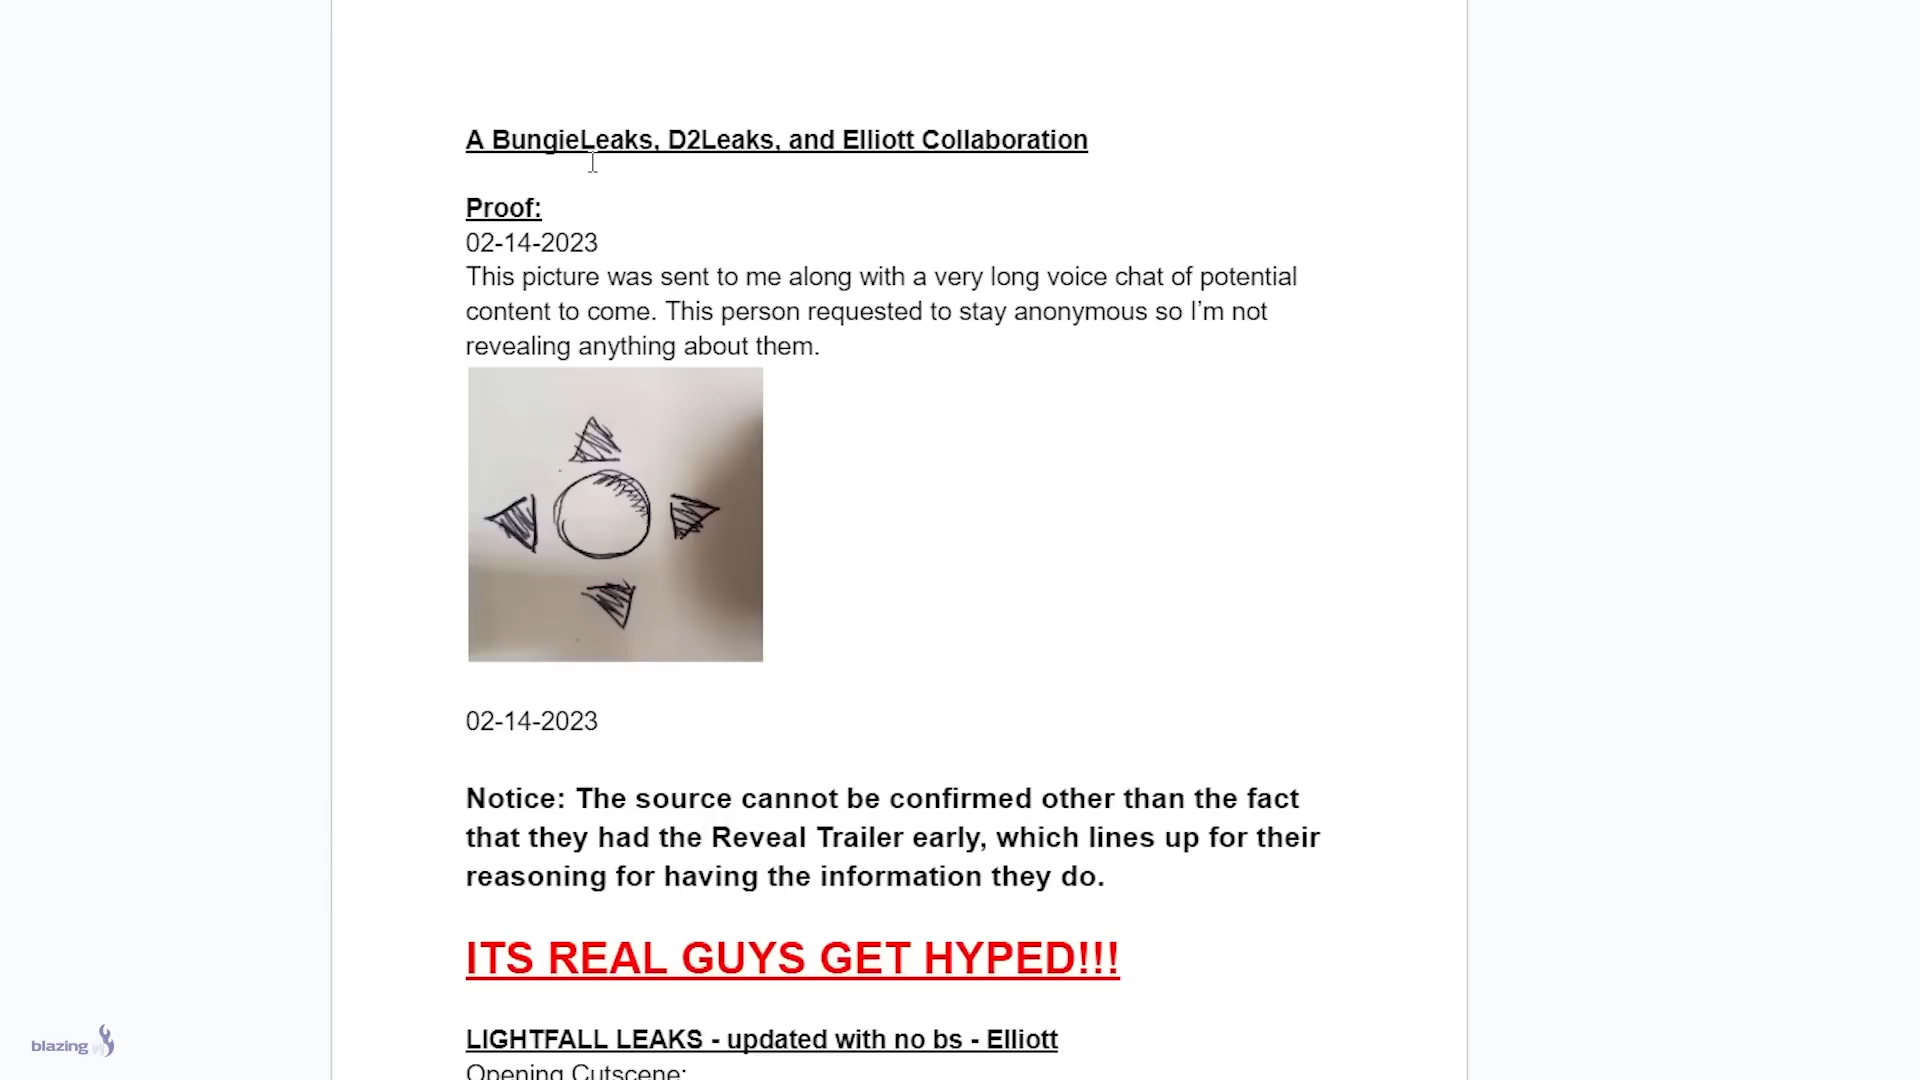 A BungieLeaks, D2Leaks, and Elliott Collaboration
Proof:
02-14-2023
This picture was sent to me along with a very long voice chat of potential
content to come. This person requested to stay anonymous so I’m not
revealing anything about them.
02-14-2023
Notice: The source cannot be confirmed other than the fact
that they had the Reveal Trailer early, which lines up for their
reasoning for having the information they do.
ITS REAL GUYS GET HYPED!!!
LIGHTFALL LEAKS - updated with no bs - Elliott
Opening Cutscene:
blazing